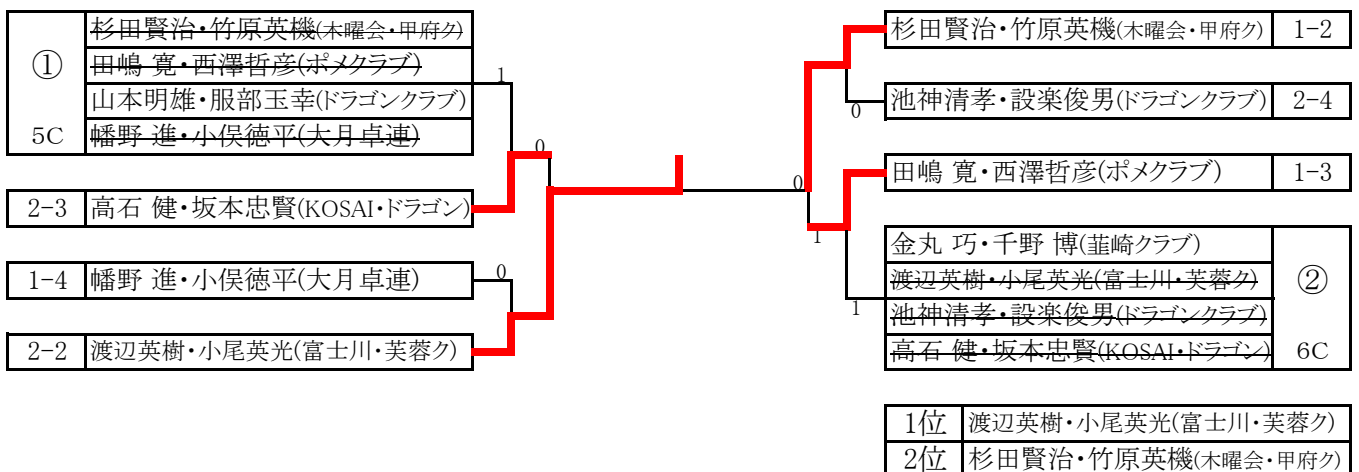 ①
5C
杉田賢治・竹原英機(木曜会・甲府ク)
田嶋 寛・西澤哲彦(ポメクラブ)
山本明雄・服部玉幸(ドラゴンクラブ)
幡野 進・小俣徳平(大月卓連)
1
0
2-3 高石 健・坂本忠賢(KOSAI・ドラゴン)
1-4 幡野 進・小俣徳平(大月卓連)
0
2-2 渡辺英樹・小尾英光(富士川・芙蓉ク)
杉田賢治・竹原英機(木曜会・甲府ク) 1-2
0
池神清孝・設楽俊男(ドラゴンクラブ) 2-4
0
田嶋 寛・西澤哲彦(ポメクラブ) 1-3
1
1
金丸 巧・千野 博(韮崎クラブ)
渡辺英樹・小尾英光(富士川・芙蓉ク)
池神清孝・設楽俊男(ドラゴンクラブ)
高石 健・坂本忠賢(KOSAI・ドラゴン)
②
6C
1位 渡辺英樹・小尾英光(富士川・芙蓉ク)
2位 杉田賢治・竹原英機(木曜会・甲府ク)